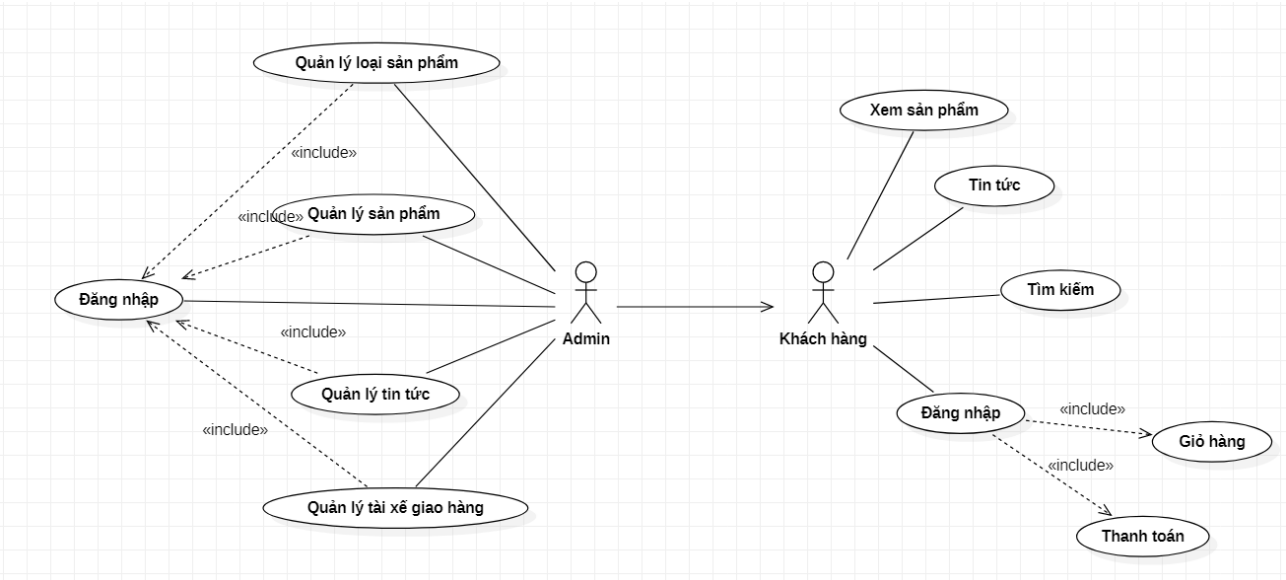 Quản lý loại sản phẩm
Xem sản phẩm
«include»
Tin tức
«include»
Quản lý sản phẩm
Đăng nhập
Tìm kiếm
«include»
Admin
Khách hàng
Quản lý tin tức
Đăng nhập
«include»
«include»
Giỏ hàng
«include»
Quản lý tài xế giao hàng
Thanh toán